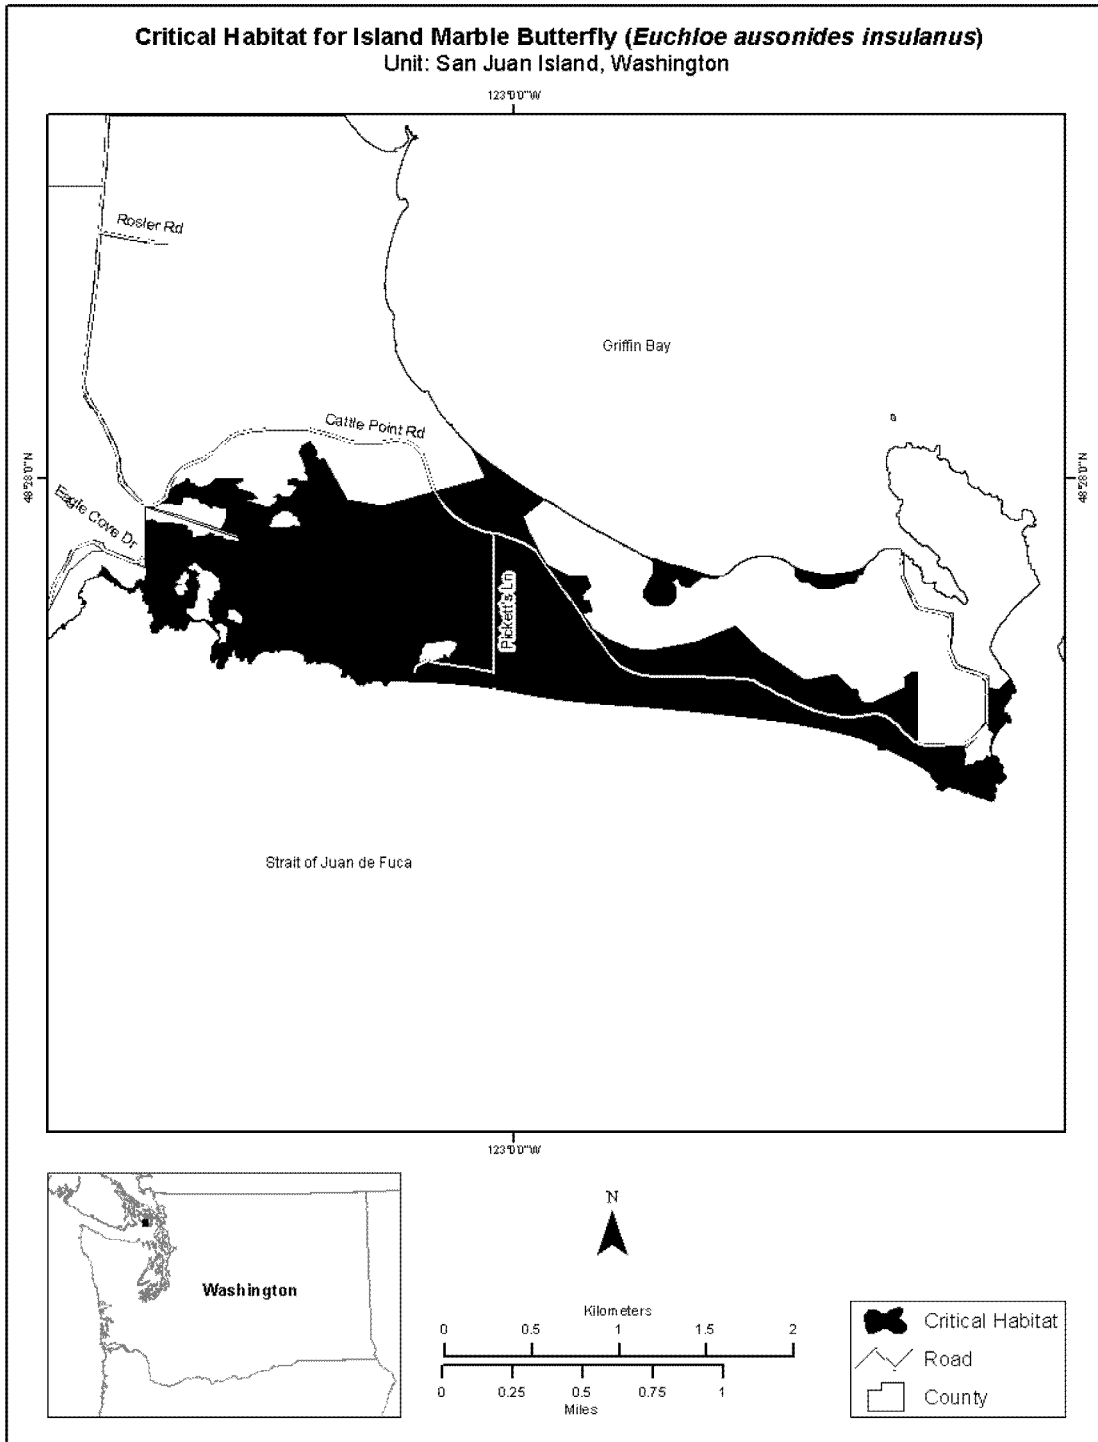 Critical Habitat for Island Marble Butterfly (Euchloe ausonides insulanus)
Unit: San Juan Island, Washington
123°0'0"W
Rosler Rd
Griffin Bay
Cattle Point Rd
48°28'0"N
48°28'0"N
Eagle Cove Dr
Pickett's Ln
Strait of Juan de Fuca
123°0'0"W
Washington
N
Kilometers
0 0.5 1 1.5 2
0 0.25 0.5 0.75 1
Miles
Critical Habitat
Road
County